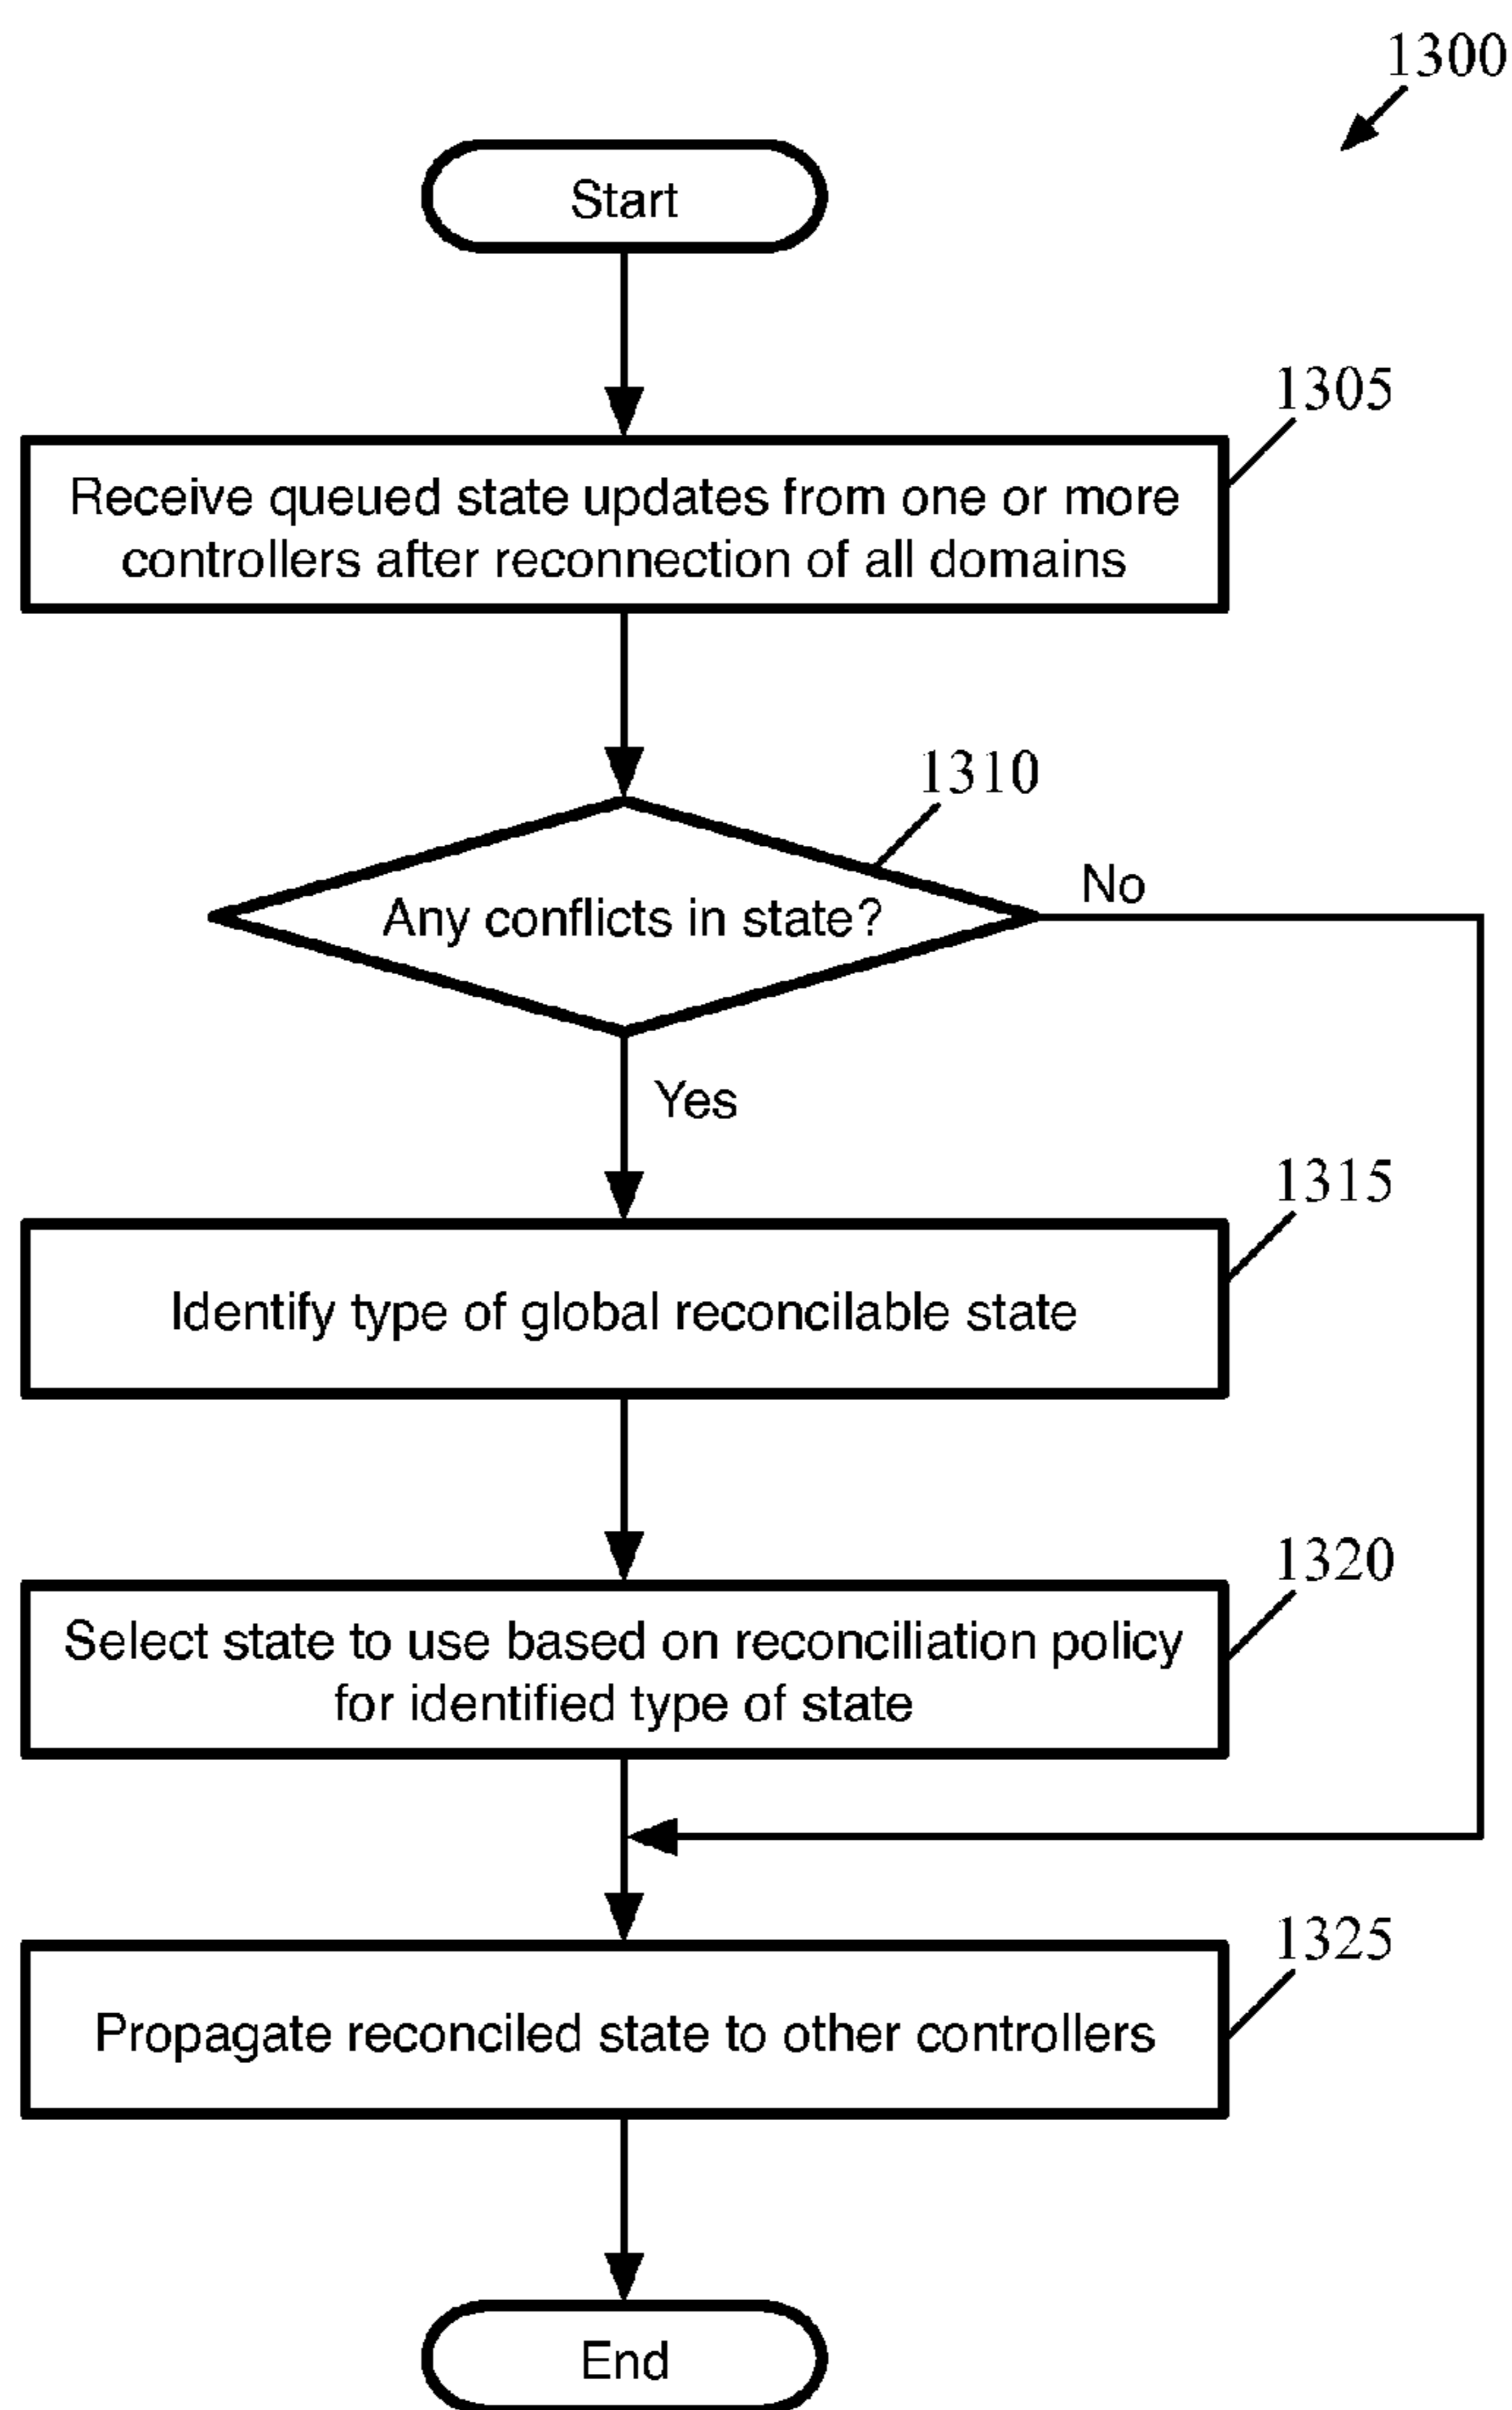 1300
Start
1305
Receive queued state updates from one or more
controllers after reconnection of all domains
1310
Any conflicts in state?
No
Yes
1315
Identify type of global reconcilable state
1320
Select state to use based on reconciliation policy
for identified type of state
1325
Propagate reconciled state to other controllers
End